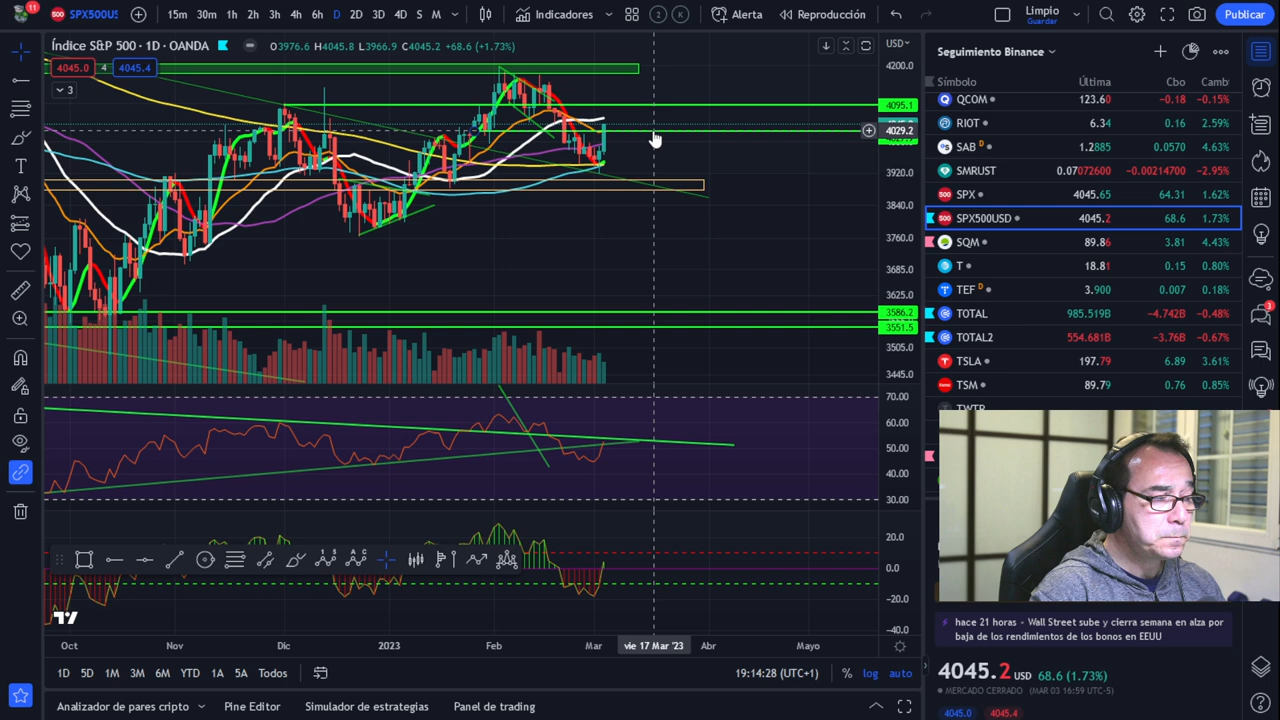 11
500 SPX500US
15m 30m 1h 2h 3h 4h 6h D 2D 3D 4D S M
Indicadores
2 K
Alerta
Reproducción
Limpio
Guardar
Publicar
Índice S&P 500 · 1D · OANDA
O3976.6 H4045.8 L3966.9 C4045.2 +68.6 (+1.73%)
4045.0 4 4045.4
3
USD
4200.0
4095.1
4029.2
3920.0
3840.0
3760.0
3685.0
3625.0
3586.2
3551.5
3505.0
3445.0
70.00
60.00
50.00
40.00
30.00
20.0
0.0
−20.0
−40.0
Oct Nov Dic 2023 Feb Mar vie 17 Mar '23 Abr Mayo
1D 5D 1M 3M 6M YTD 1A 5A Todos
19:14:28 (UTC+1) % log auto
Analizador de pares cripto Pine Editor Simulador de estrategias Panel de trading
Seguimiento Binance
Símbolo Última Cbo Camb
QCOM 123.60 −0.18 −0.15%
RIOT 6.34 0.16 2.59%
SAB D 1.2885 0.0570 4.63%
SMRUST 0.07072600 −0.00214700 −2.95%
500 SPX 4045.65 64.31 1.62%
500 SPX500USD 4045.2 68.6 1.73%
SQM 89.86 3.81 4.43%
T 18.81 0.15 0.80%
TEF D 3.900 0.007 0.18%
TOTAL 985.519B −4.742B −0.48%
TOTAL2 554.681B −3.76B −0.67%
TSLA 197.79 6.89 3.61%
TSM 89.79 0.76 0.85%
3
hace 21 horas · Wall Street sube y cierra semana en alza por
baja de los rendimientos de los bonos en EEUU
4045.2 USD 68.6 (1.73%)
MERCADO CERRADO (MAR 03 16:59 UTC-5)
4045.0 4045.4